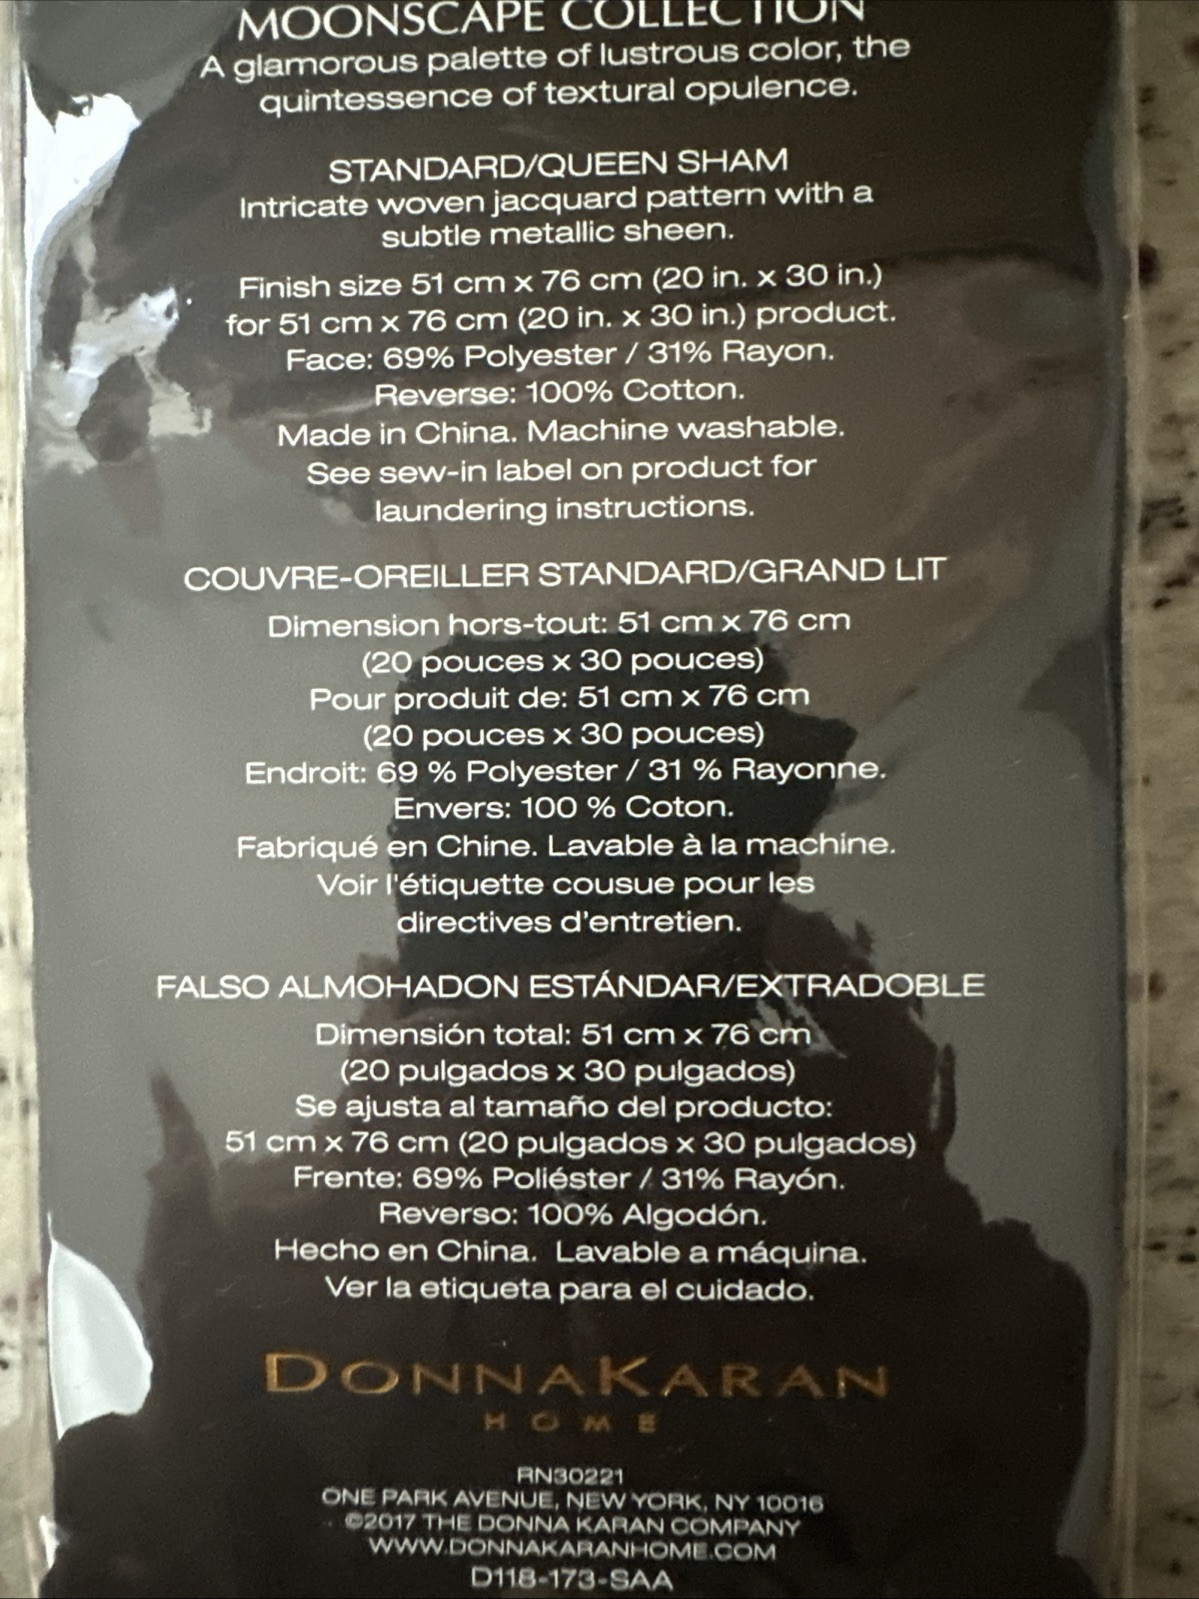 MOONSCAPE COLLECTION
A glamorous palette of lustrous color, the
quintessence of textural opulence.
STANDARD/QUEEN SHAM
Intricate woven jacquard pattern with a
subtle metallic sheen.
Finish size 51 cm x 76 cm (20 in. x 30 in.)
for 51 cm x 76 cm (20 in. x 30 in.) product.
Face: 69% Polyester / 31% Rayon.
Reverse: 100% Cotton.
Made in China. Machine washable.
See sew-in label on product for
laundering instructions.
COUVRE-OREILLER STANDARD/GRAND LIT
Dimension hors-tout: 51 cm x 76 cm
(20 pouces x 30 pouces)
Pour produit de: 51 cm x 76 cm
(20 pouces x 30 pouces)
Endroit: 69 % Polyester / 31 % Rayonne.
Envers: 100 % Coton.
Fabriqué en Chine. Lavable à la machine.
Voir l'étiquette cousue pour les
directives d'entretien.
FALSO ALMOHADON ESTÁNDAR/EXTRADOBLE
Dimensión total: 51 cm x 76 cm
(20 pulgados x 30 pulgados)
Se ajusta al tamaño del producto:
51 cm x 76 cm (20 pulgados x 30 pulgados)
Frente: 69% Poliéster / 31% Rayón.
Reverso: 100% Algodón.
Hecho en China. Lavable a máquina.
Ver la etiqueta para el cuidado.
DONNAKARAN
HOME
RN30221
ONE PARK AVENUE, NEW YORK, NY 10016
©2017 THE DONNA KARAN COMPANY
WWW.DONNAKARANHOME.COM
D118-173-SAA